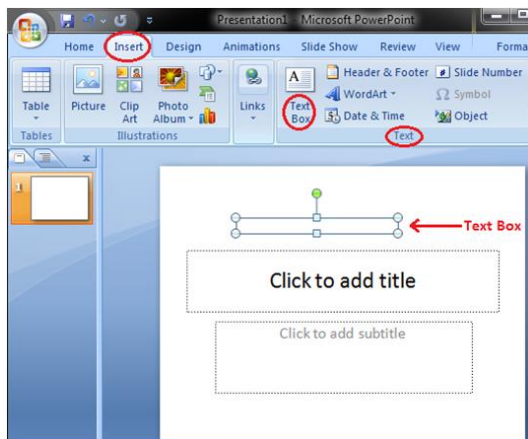 Presentation1 - Microsoft PowerPoint
Home Insert Design Animations Slide Show Review View
Header & Footer Slide Number
WordArt Symbol
Date & Time Object
Table Picture Clip Art Photo Album Links Text Box
Tables Illustrations Text
1
Text Box
Click to add title
Click to add subtitle